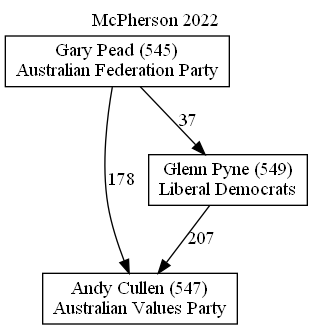 McPherson 2022
Gary Pead (545)
Australian Federation Party
37
Glenn Pyne (549)
Liberal Democrats
178
207
Andy Cullen (547)
Australian Values Party